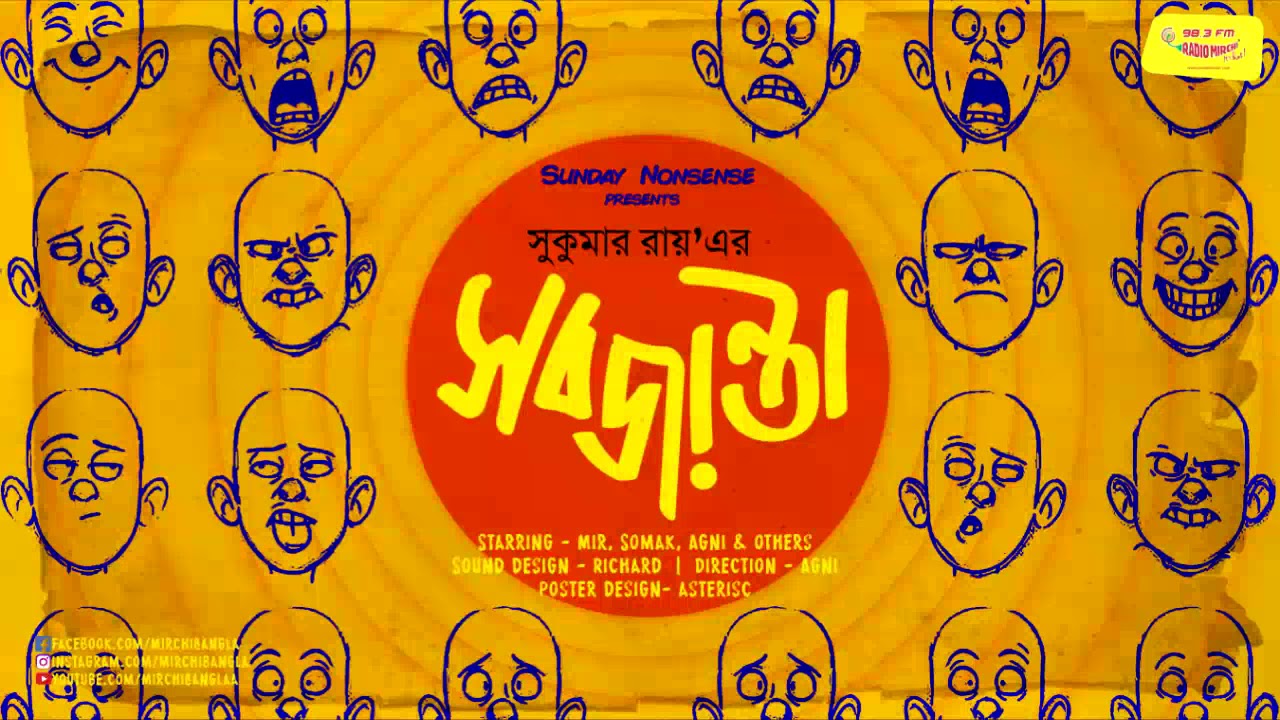 98.3 FM
RADIO MIRCHI
SUNDAY NONSENSE
PRESENTS
সুকুমার রায়'এর
সবজান্তা
STARRING - MIR, SOMAK, AGNI & OTHERS
SOUND DESIGN - RICHARD | DIRECTION - AGNI
POSTER DESIGN- ASTERISC
FACEBOOK.COM/MIRCHIBANGLA
INSTAGRAM.COM/MIRCHIBANGLA
YOUTUBE.COM/MIRCHIBANGLAA